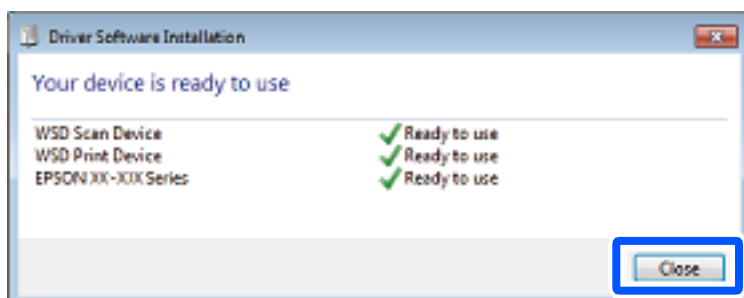 Driver Software Installation
Your device is ready to use
WSD Scan Device Ready to use
WSD Print Device Ready to use
EPSON XX-XXX Series Ready to use
Close